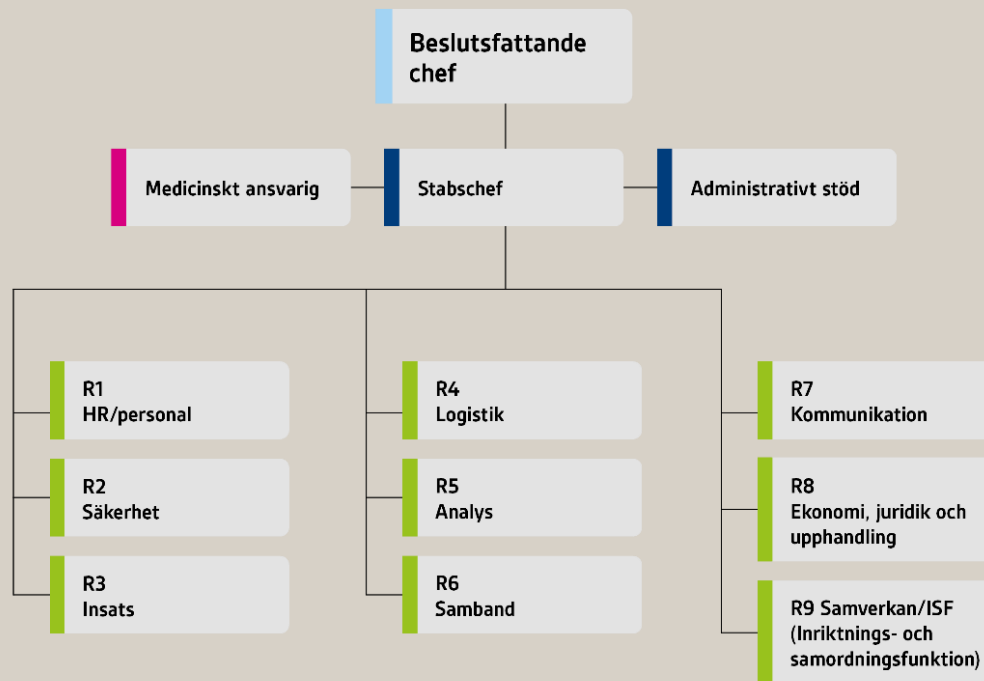 Beslutsfattande
chef
Medicinskt ansvarig
Stabschef
Administrativt stöd
R1
HR/personal
R2
Säkerhet
R3
Insats
R4
Logistik
R5
Analys
R6
Samband
R7
Kommunikation
R8
Ekonomi, juridik och
upphandling
R9 Samverkan/ISF
(Inriktnings- och
samordningsfunktion)